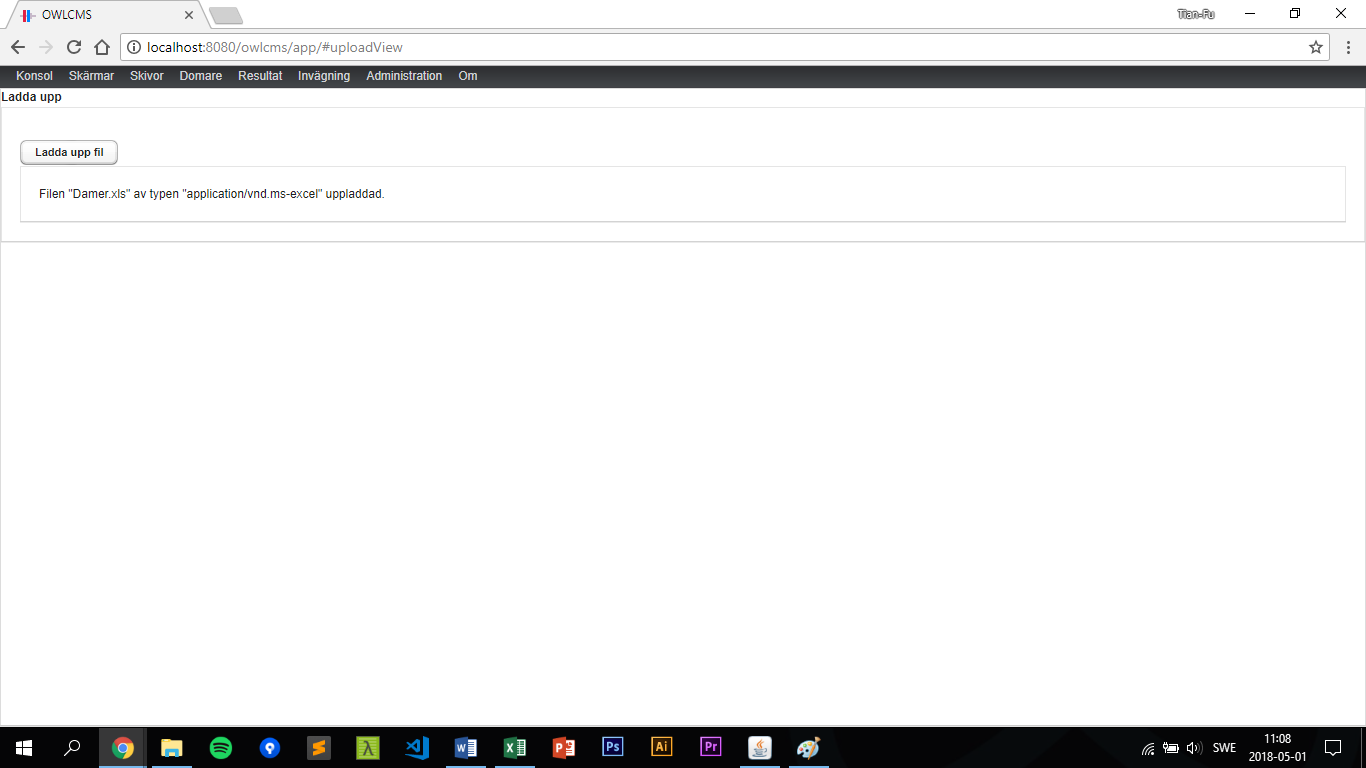 OWLCMS
Tian-Fu
localhost:8080/owlcms/app/#uploadView
Konsol Skärmar Skivor Domare Resultat Invägning Administration Om
Ladda upp
Ladda upp fil
Filen "Damer.xls" av typen "application/vnd.ms-excel" uppladdad.
Ps Ai Pr
SWE
11:08
2018-05-01